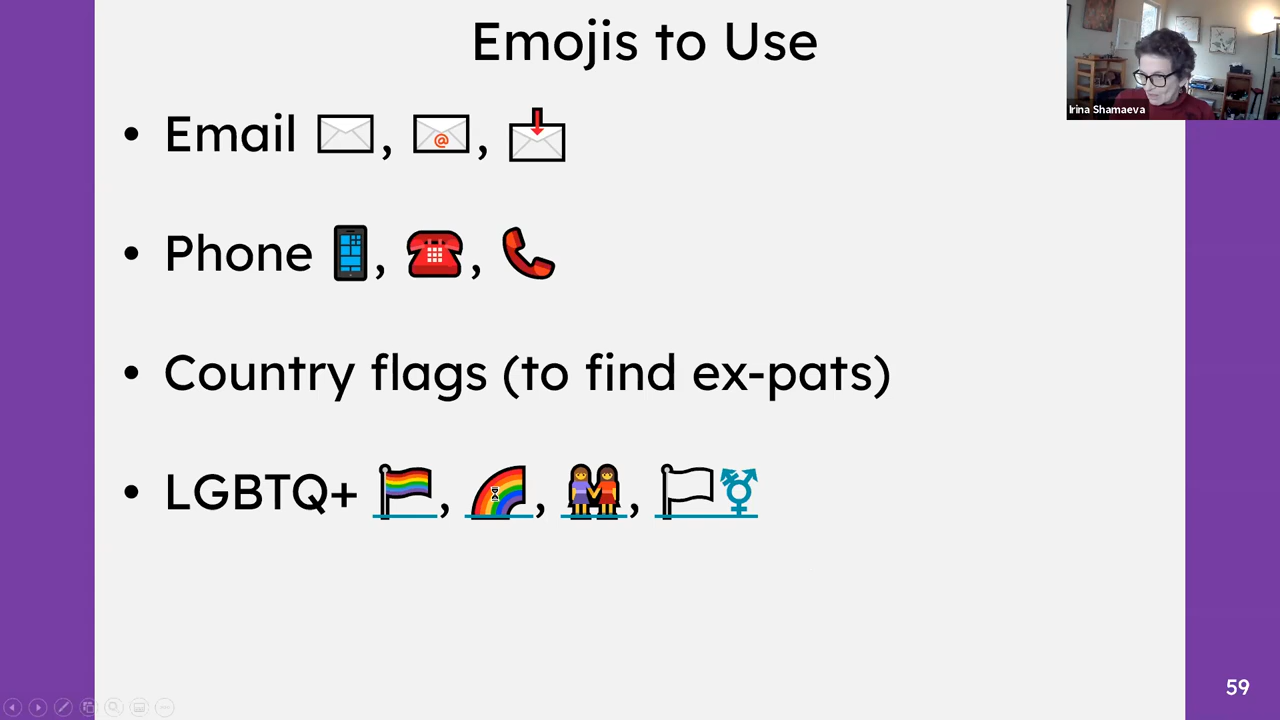 Emojis to Use
Irina Shamaeva
• Email ✉️, 📧, 📩
• Phone 📱, ☎️, 📞
• Country flags (to find ex-pats)
• LGBTQ+ 🏳️‍🌈, 🌈, 👭, 🏳⚧
59